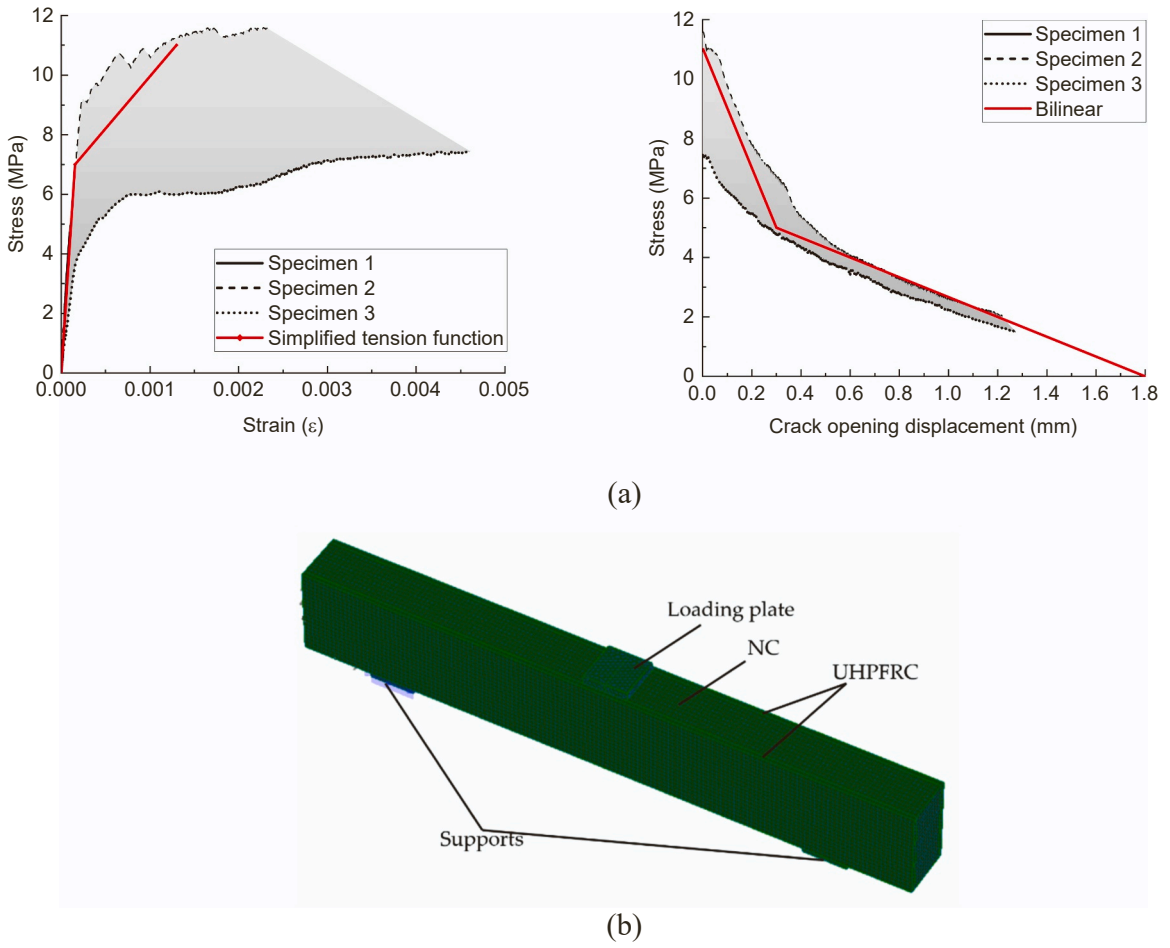 12
10
8
6
4
2
0
Stress (MPa)
Specimen 1
Specimen 2
Specimen 3
Simplified tension function
0.000 0.001 0.002 0.003 0.004 0.005
Strain (ε)
12
10
8
6
4
2
0
Stress (MPa)
Specimen 1
Specimen 2
Specimen 3
Bilinear
0.0 0.2 0.4 0.6 0.8 1.0 1.2 1.4 1.6 1.8
Crack opening displacement (mm)
(a)
Loading plate
NC
UHPFRC
Supports
(b)